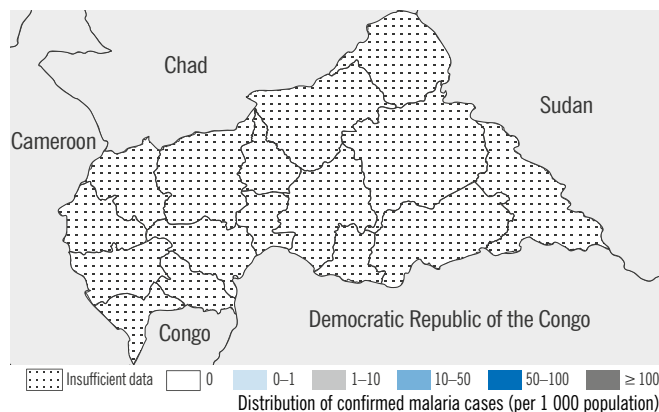 Chad
Sudan
Cameroon
Democratic Republic of the Congo
Congo
Insufficient data 0 0–1 1–10 10–50 50–100 ≥ 100
Distribution of confirmed malaria cases (per 1 000 population)